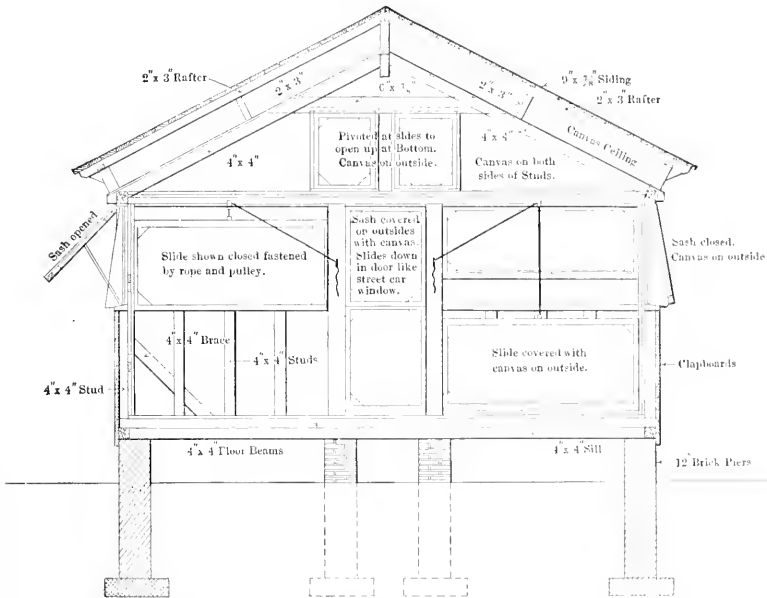 2"x 3" Rafter
2"x 3"
9"x ⅞" Siding
2"x 3"
2"x 3" Rafter
Canvas Ceiling
4"x 4"
Pivoted at sides to
open up at Bottom.
Canvas on outside.
4"x 4"
Canvas on both
sides of Studs.
Sash opened
Slide shown closed fastened
by rope and pulley.
Sash covered
on outsides
with canvas.
Slides down
in door like
street car
window.
Sash closed.
Canvas on outside
4"x 4" Brace
4"x 4" Studs
4"x 4" Stud
Slide covered with
canvas on outside.
Clapboards
4"x 4" Floor Beams
4"x 4" Sill
12" Brick Piers